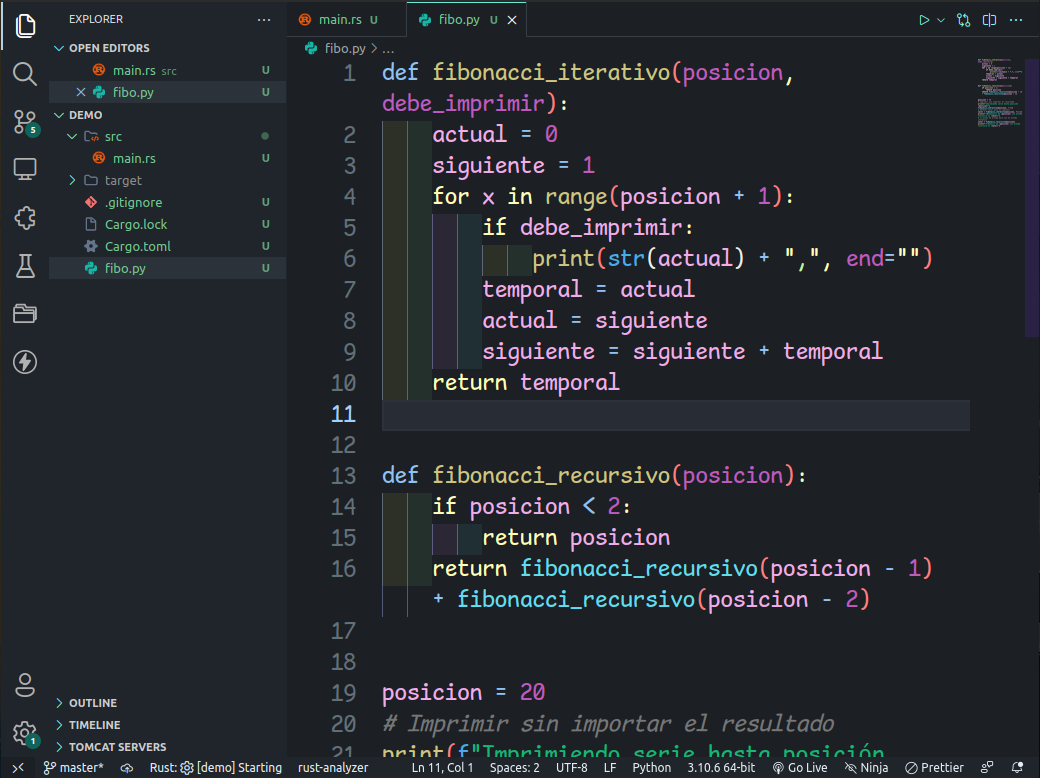 EXPLORER
OPEN EDITORS
main.rs src U
fibo.py U
DEMO
src
main.rs U
target
.gitignore U
Cargo.lock U
Cargo.toml U
fibo.py U
OUTLINE
TIMELINE
TOMCAT SERVERS
5
1
main.rs U
fibo.py U
fibo.py > ...
1 def fibonacci_iterativo(posicion,
debe_imprimir):
2 actual = 0
3 siguiente = 1
4 for x in range(posicion + 1):
5 if debe_imprimir:
6 print(str(actual) + ",", end="")
7 temporal = actual
8 actual = siguiente
9 siguiente = siguiente + temporal
10 return temporal
11
12
13 def fibonacci_recursivo(posicion):
14 if posicion < 2:
15 return posicion
16 return fibonacci_recursivo(posicion - 1)
+ fibonacci_recursivo(posicion - 2)
17
18
19 posicion = 20
20 # Imprimir sin importar el resultado
21 print(f"Imprimiendo serie hasta posición
master* Rust: [demo] Starting rust-analyzer Ln 11, Col 1 Spaces: 2 UTF-8 LF Python 3.10.6 64-bit Go Live Ninja Prettier